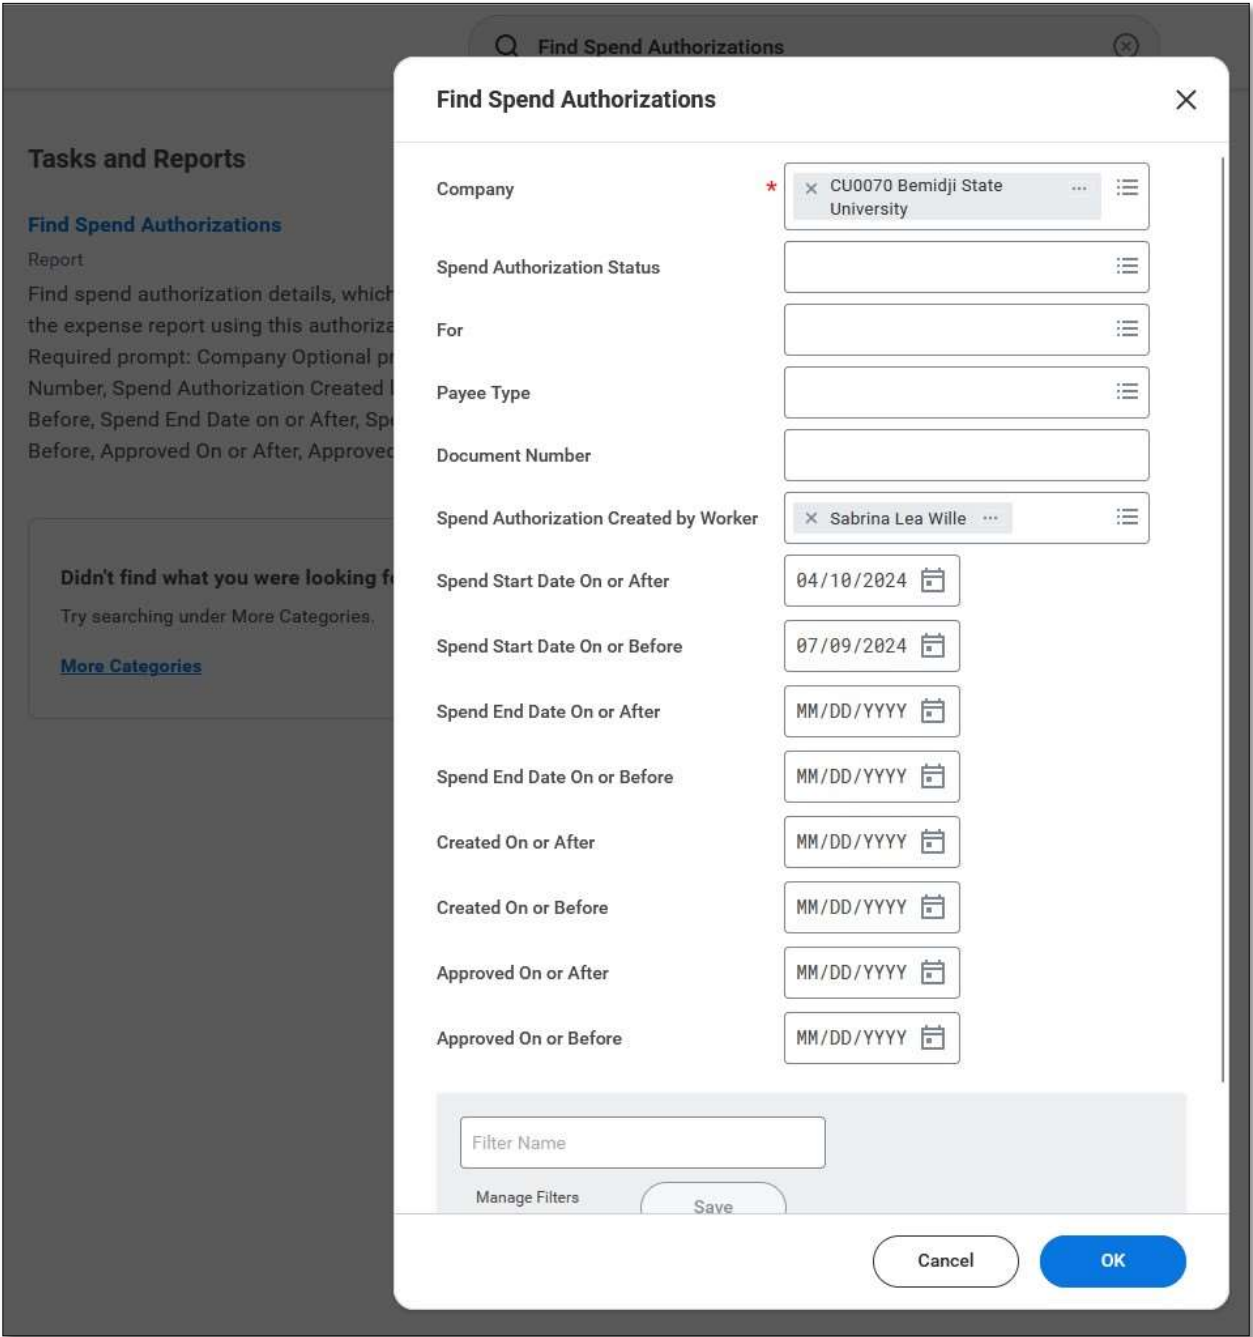 Find Spend Authorizations
Find Spend Authorizations
Tasks and Reports
Find Spend Authorizations
Report
Find spend authorization details, which
the expense report using this authoriza
Required prompt: Company Optional pr
Number, Spend Authorization Created
Before, Spend End Date on or After, Spe
Before, Approved On or After, Approved
Didn't find what you were looking fo
Try searching under More Categories.
More Categories
Company * CU0070 Bemidji State
University
Spend Authorization Status
For
Payee Type
Document Number
Spend Authorization Created by Worker Sabrina Lea Wille
Spend Start Date On or After 04/10/2024
Spend Start Date On or Before 07/09/2024
Spend End Date On or After MM/DD/YYYY
Spend End Date On or Before MM/DD/YYYY
Created On or After MM/DD/YYYY
Created On or Before MM/DD/YYYY
Approved On or After MM/DD/YYYY
Approved On or Before MM/DD/YYYY
Filter Name
Manage Filters
Save
Cancel OK